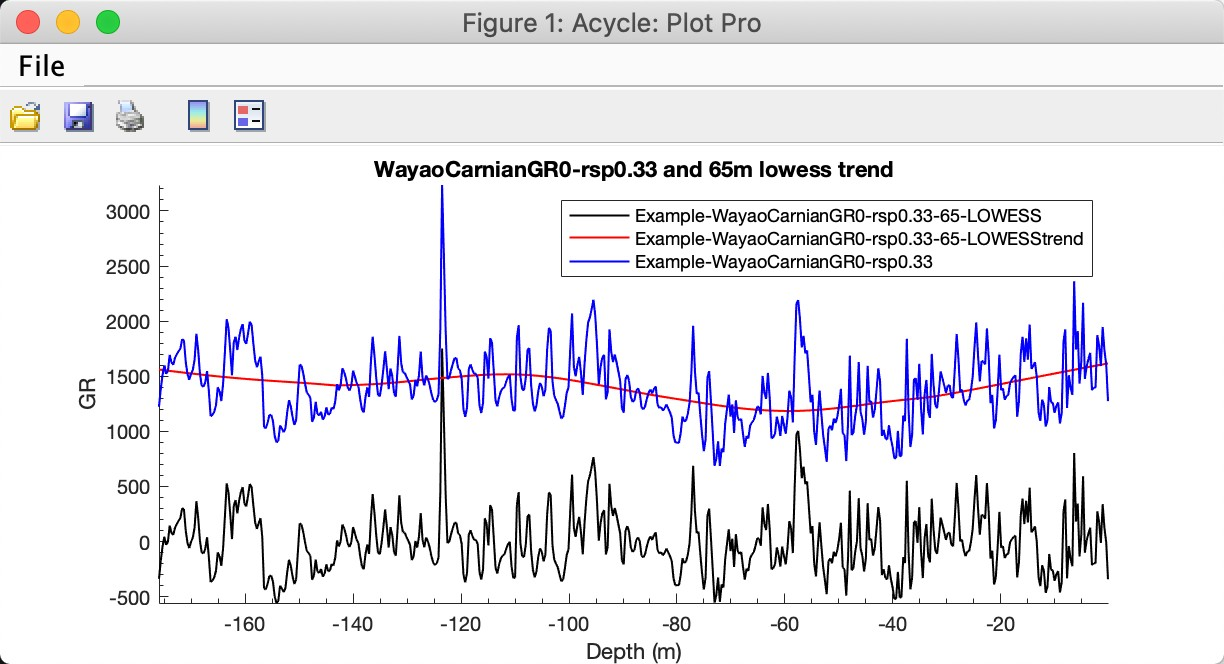 Figure 1: Acycle: Plot Pro
File
WayaoCarnianGR0-rsp0.33 and 65m lowess trend
Example-WayaoCarnianGR0-rsp0.33-65-LOWESS
Example-WayaoCarnianGR0-rsp0.33-65-LOWESStrend
Example-WayaoCarnianGR0-rsp0.33
GR
3000
2500
2000
1500
1000
500
0
-500
-160 -140 -120 -100 -80 -60 -40 -20
Depth (m)